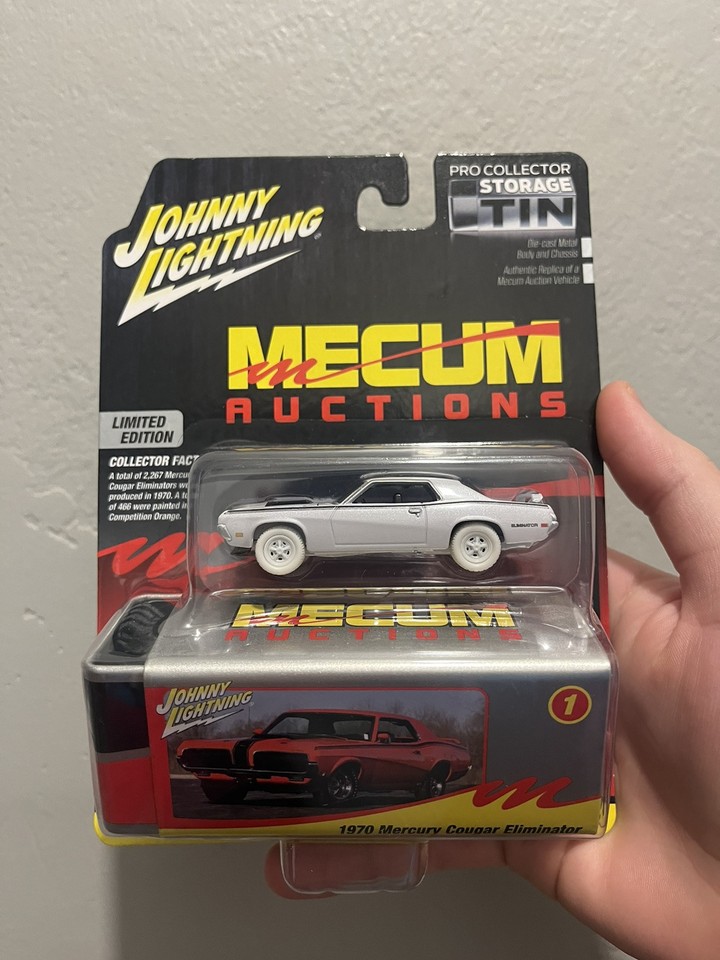 JOHNNY
LIGHTNING
PRO COLLECTOR
STORAGE
TIN
Die-cast Metal
Body and Chassis
Authentic Replica of a
Mecum Auction Vehicle
MECUM
AUCTIONS
LIMITED
EDITION
COLLECTOR FACT
A total of 2,267 Mercu
Cougar Eliminators we
produced in 1970. A to
of 466 were painted in
Competition Orange.
ELIMINATOR
MECUM
AUCTIONS
JOHNNY
LIGHTNING
1
1970 Mercury Cougar Eliminator